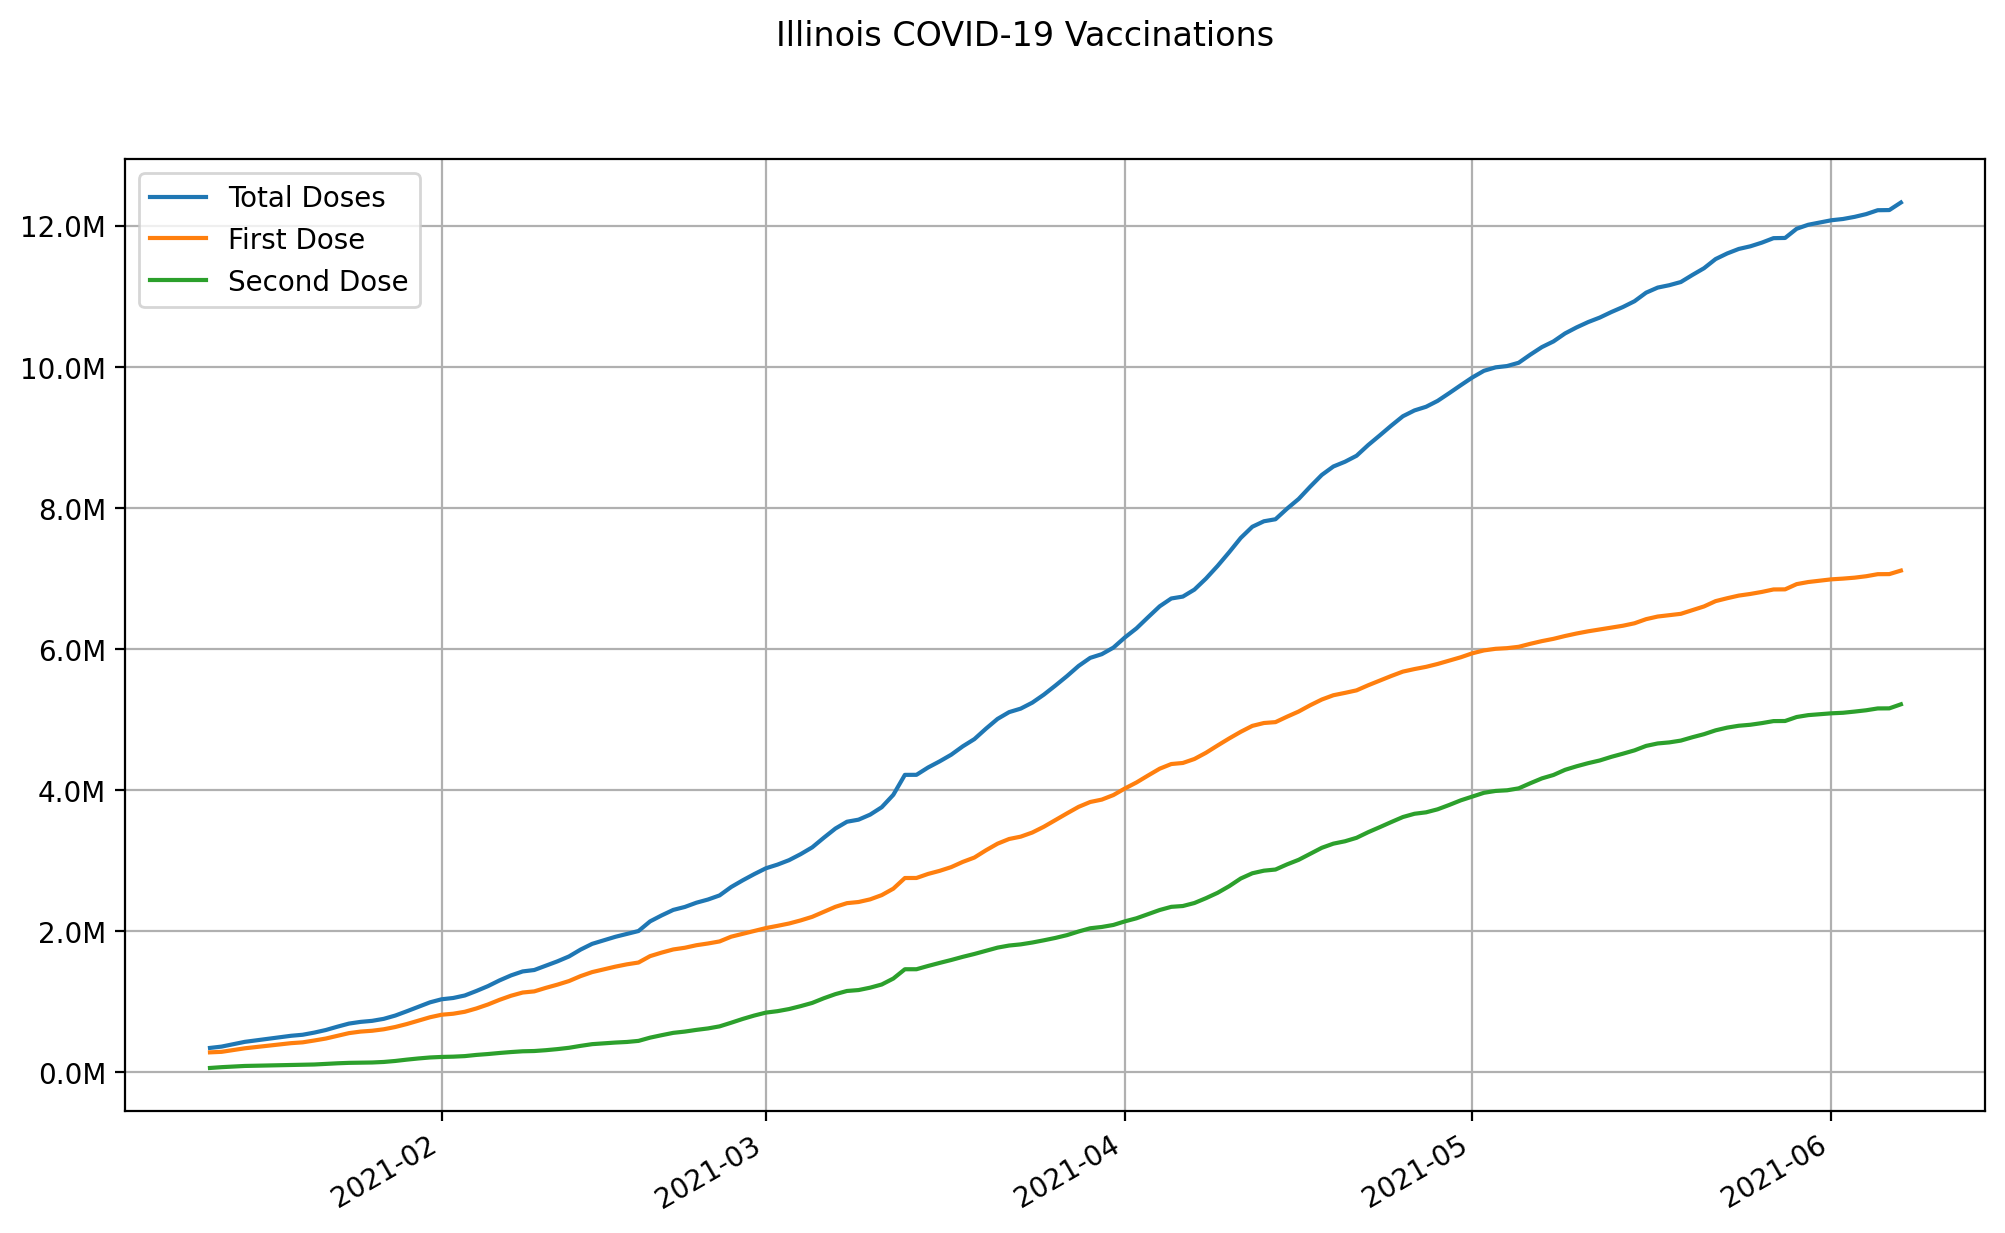 Illinois COVID-19 Vaccinations
Total Doses
First Dose
Second Dose
12.0M
10.0M
8.0M
6.0M
4.0M
2.0M
0.0M
2021-02
2021-03
2021-04
2021-05
2021-06